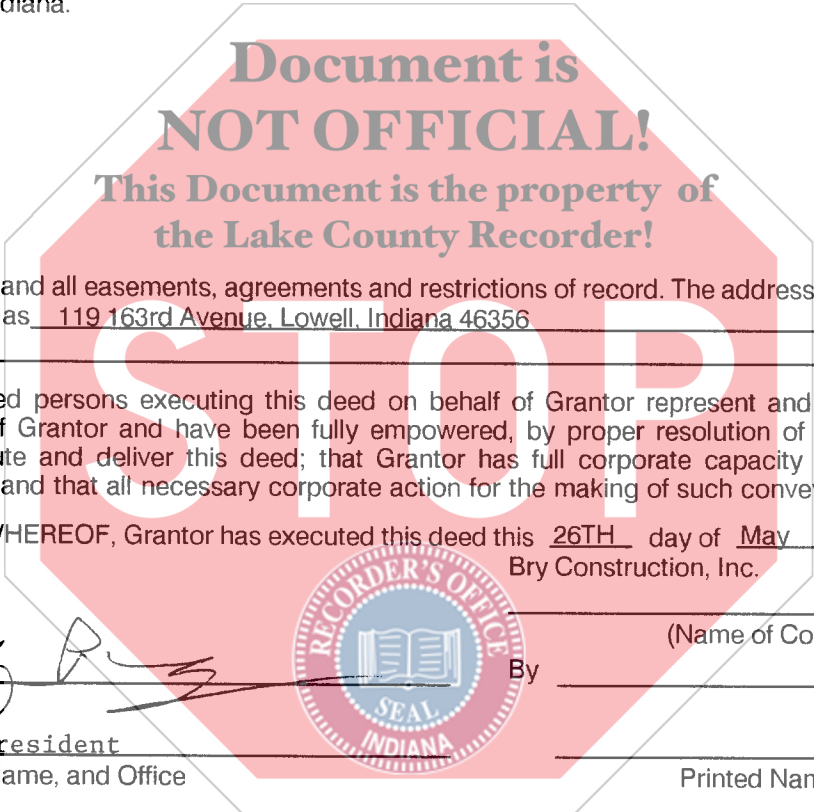 diana.
Document is
NOT OFFICIAL!
This Document is the property of
the Lake County Recorder!
and all easements, agreements and restrictions of record. The address
as 119 163rd Avenue, Lowell, Indiana 46356
STOP
ed persons executing this deed on behalf of Grantor represent and
f Grantor and have been fully empowered, by proper resolution of
te and deliver this deed; that Grantor has full corporate capacity
and that all necessary corporate action for the making of such convey
WHEREOF, Grantor has executed this deed this 26TH day of May
Bry Construction, Inc.
RECORDER'S OFFICE
(Name of Co
By
SEAL
INDIANA
resident
ame, and Office
Printed Nam